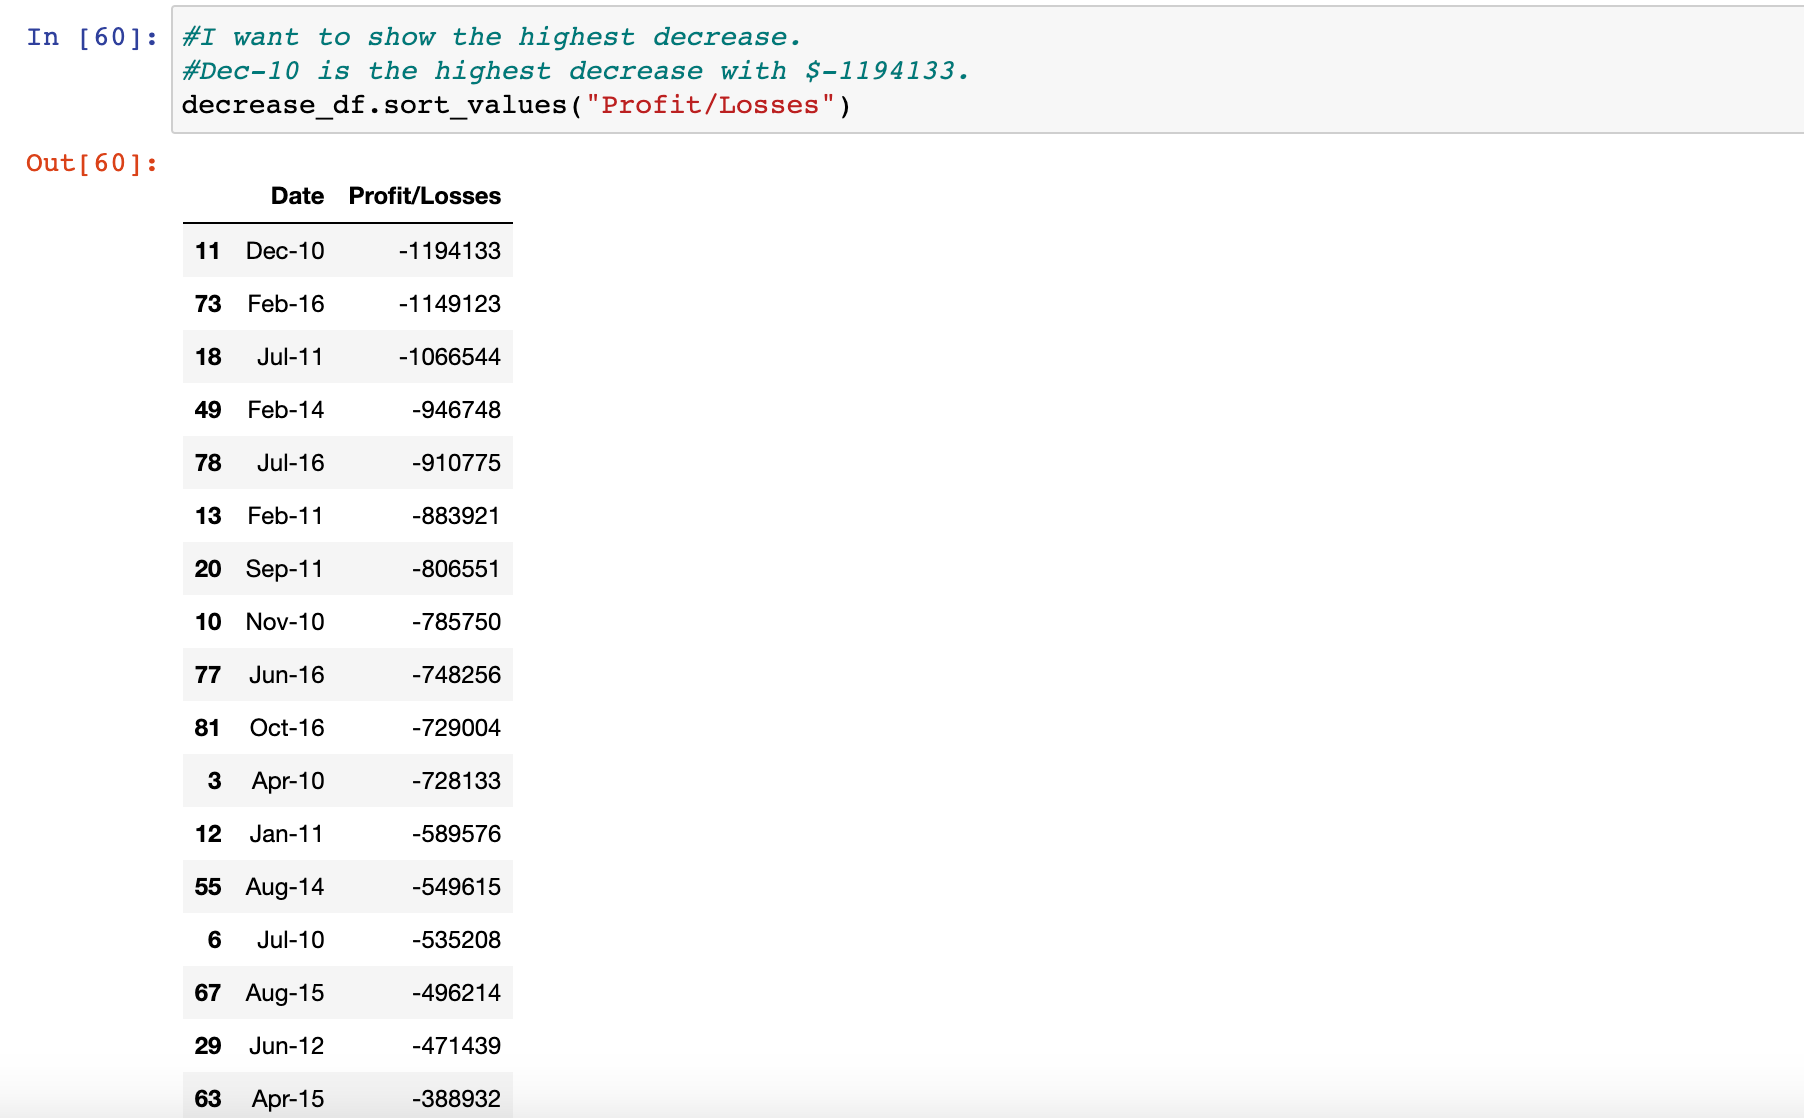 In [60]: #I want to show the highest decrease.
#Dec-10 is the highest decrease with $-1194133.
decrease_df.sort_values("Profit/Losses")
Out[60]:
Date Profit/Losses
11 Dec-10 -1194133
73 Feb-16 -1149123
18 Jul-11 -1066544
49 Feb-14 -946748
78 Jul-16 -910775
13 Feb-11 -883921
20 Sep-11 -806551
10 Nov-10 -785750
77 Jun-16 -748256
81 Oct-16 -729004
3 Apr-10 -728133
12 Jan-11 -589576
55 Aug-14 -549615
6 Jul-10 -535208
67 Aug-15 -496214
29 Jun-12 -471439
63 Apr-15 -388932